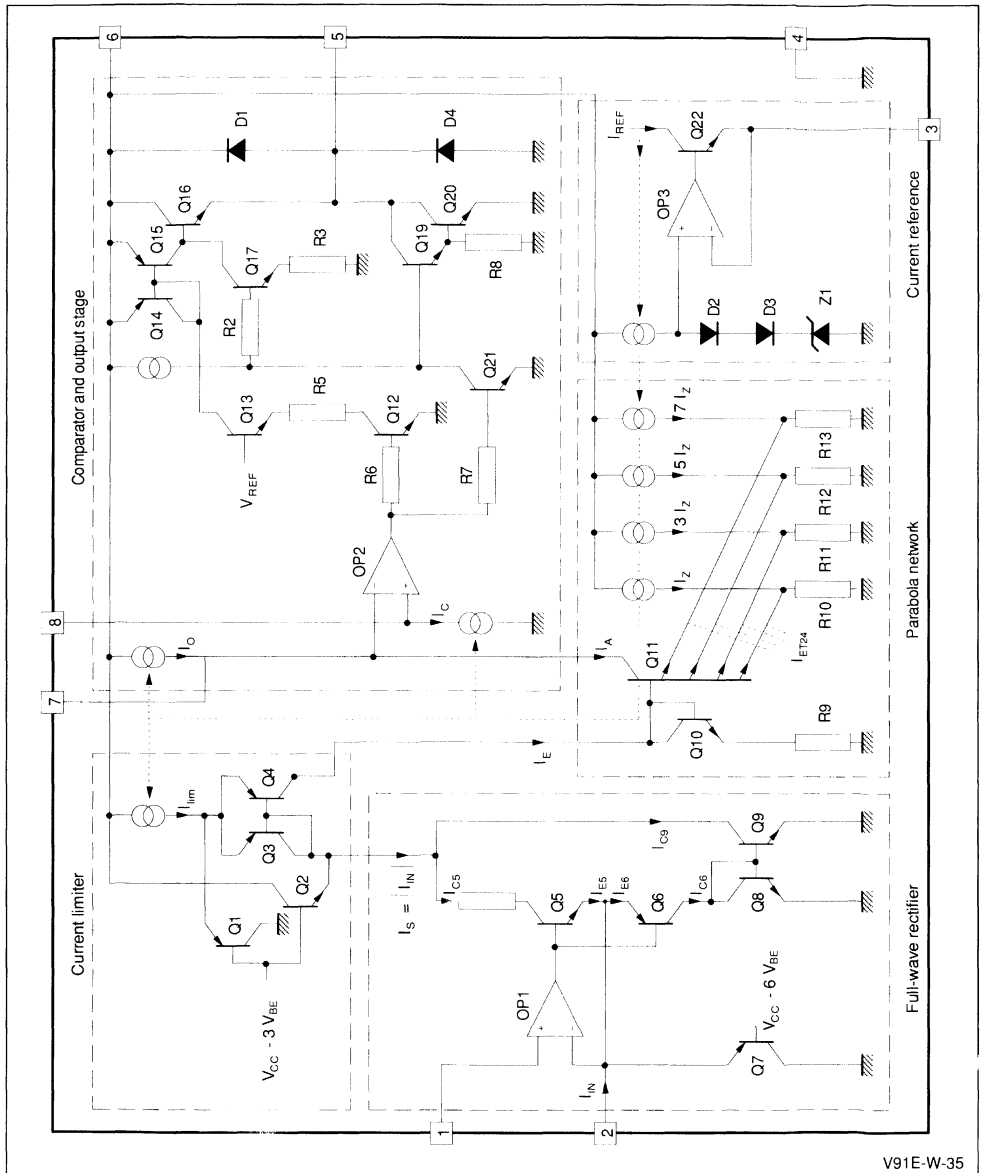 6
5
4
3
Comparator and output stage
D1
D4
Q16
Q15
Q14
Q17
R3
R2
Q19
Q20
R8
Q13
R5
Q12
Q21
V_REF
R6
R7
OP2
8
I_C
I_O
7
Current limiter
I_lim
Q4
Q3
Q2
Q1
V_CC - 3 V_BE
I_E
I_A
I_S = |I_IN|
I_C5
I_C9
Q5
I_E5
I_E6
Q6
I_C6
Q9
Q8
OP1
1
2
I_IN
Q7
V_CC - 6 V_BE
Full-wave rectifier
Q11
Q10
R9
I_ET24
I_Z
3 I_Z
5 I_Z
7 I_Z
R10
R11
R12
R13
Parabola network
I_REF
Q22
OP3
D2
D3
Z1
Current reference
V91E-W-35